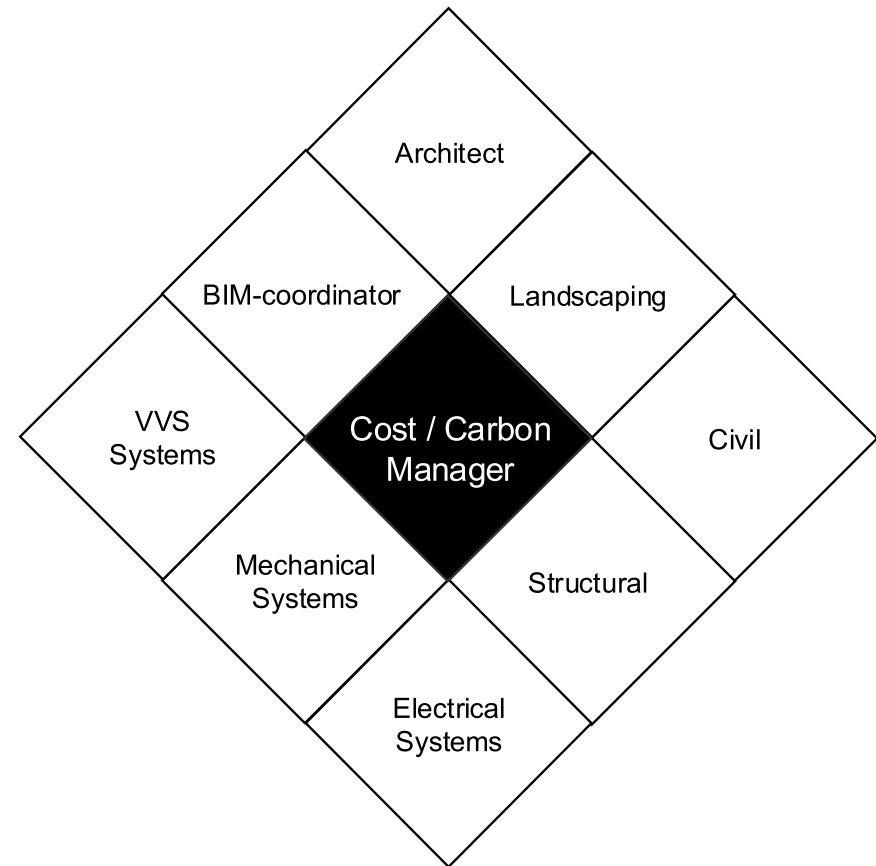 Architect
BIM-coordinator
Landscaping
VVS
Systems
Cost / Carbon
Manager
Civil
Mechanical
Systems
Structural
Electrical
Systems